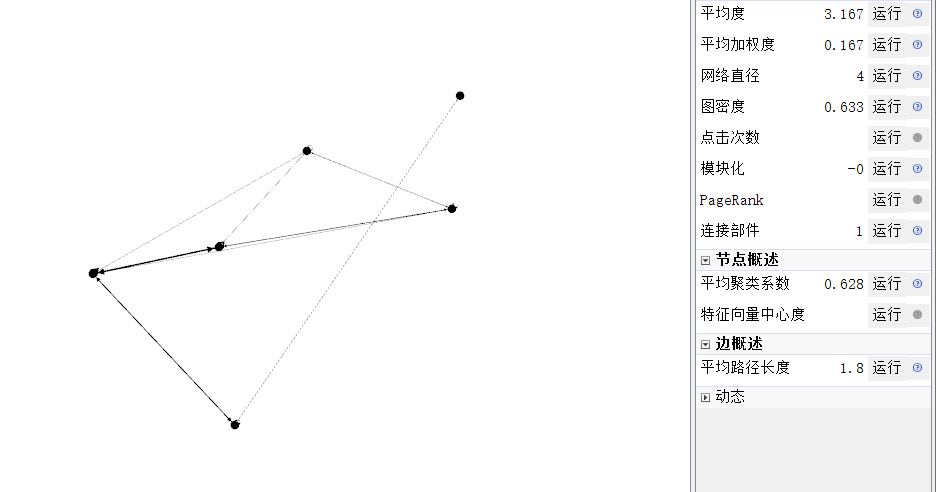 平均度 3.167 运行
平均加权度 0.167 运行
网络直径 4 运行
图密度 0.633 运行
点击次数 运行
模块化 -0 运行
PageRank 运行
连接部件 1 运行
节点概述
平均聚类系数 0.628 运行
特征向量中心度 运行
边概述
平均路径长度 1.8 运行
动态